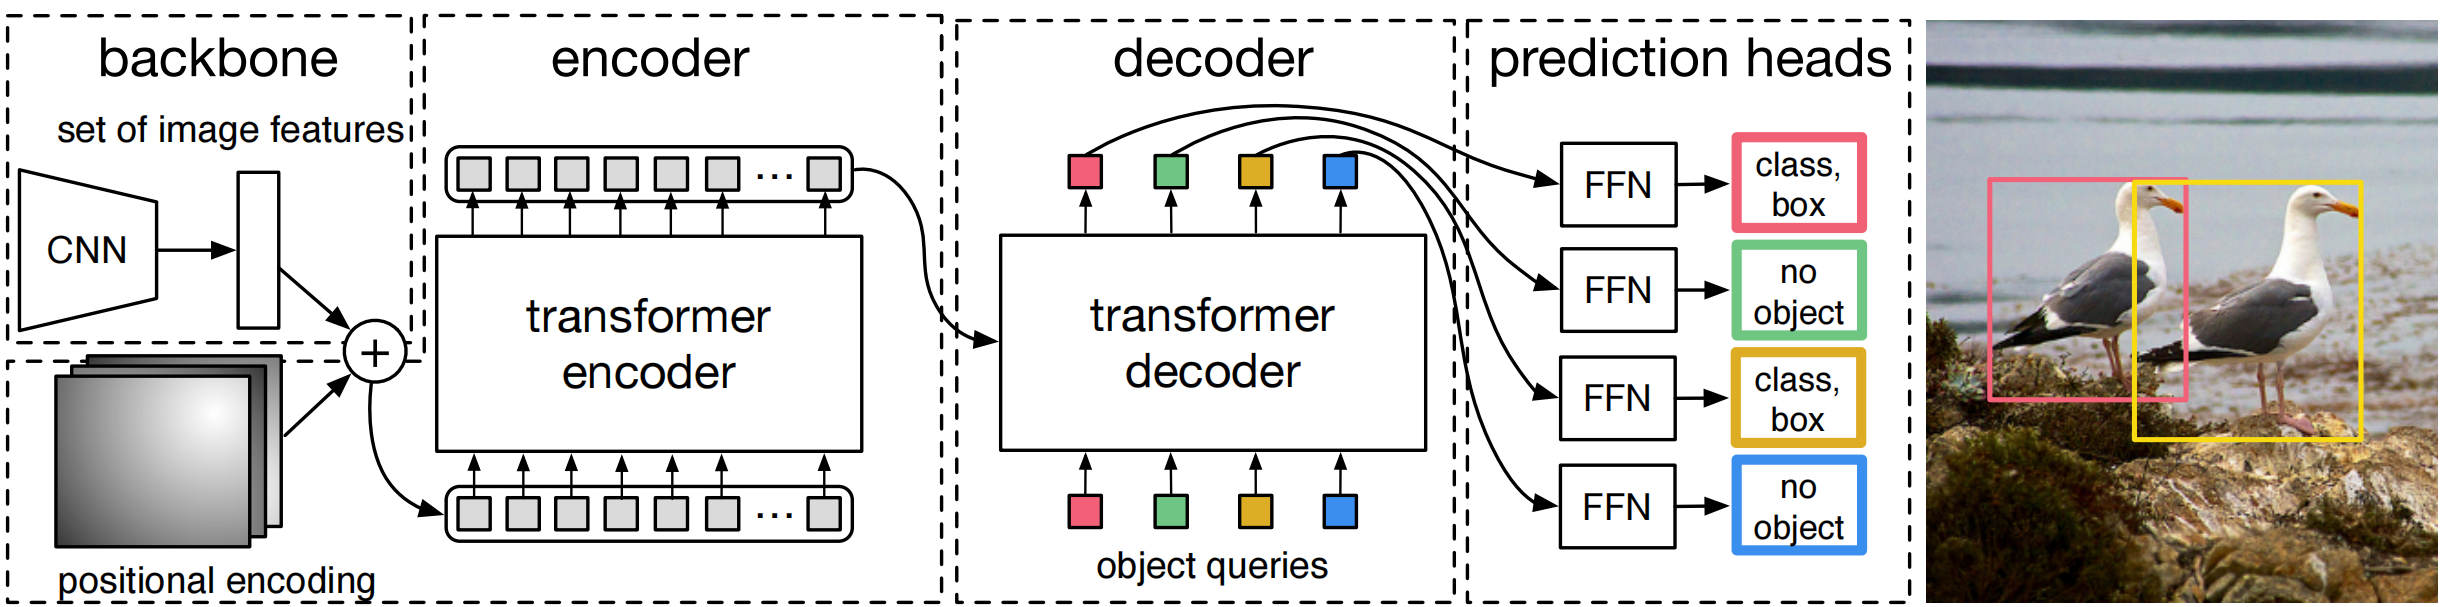 backbone
set of image features
CNN
+
positional encoding
encoder
...
transformer
encoder
...
decoder
transformer
decoder
object queries
prediction heads
FFN
class,
box
FFN
no
object
FFN
class,
box
FFN
no
object